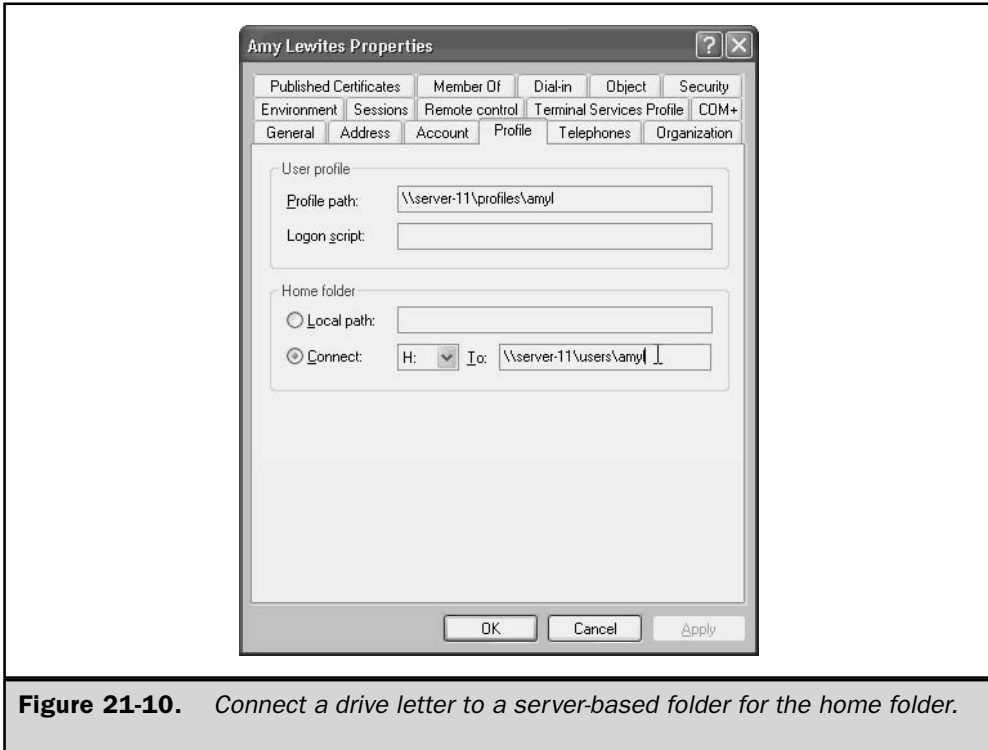 Amy Lewites Properties
Published Certificates Member Of Dial-in Object Security
Environment Sessions Remote control Terminal Services Profile COM+
General Address Account Profile Telephones Organization
User profile
Profile path: \\server-11\profiles\amyl
Logon script:
Home folder
Local path:
Connect: H: To: \\server-11\users\amyl
OK Cancel Apply
Figure 21-10. Connect a drive letter to a server-based folder for the home folder.